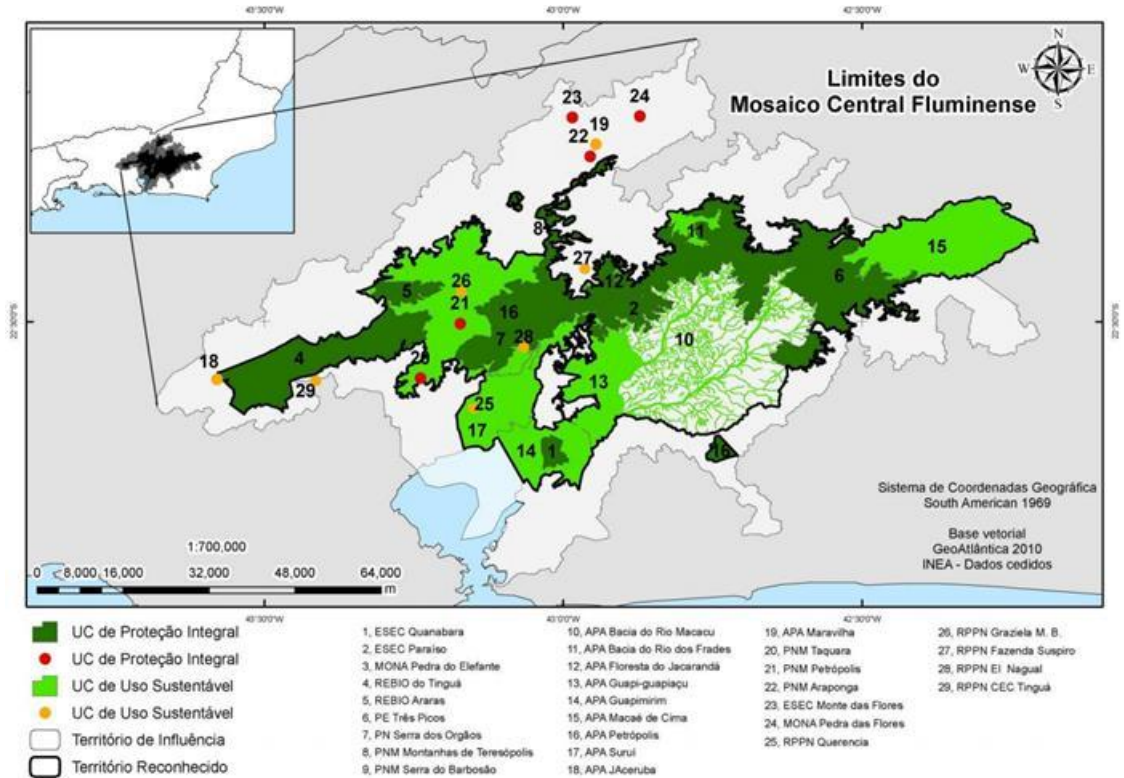 43°30'0"W
43°0'0"W
42°30'0"W
Limites do
Mosaico Central Fluminense
N
W
E
S
23
24
19
22
8
11
15
27
12
6
26
5
21
16
2
10
28
7
4
18
29
13
25
17
14
1
16
22°30'0"S
22°30'0"S
Sistema de Coordenadas Geográfica
South American 1969
Base vetorial
GeoAtlântica 2010
INEA - Dados cedidos
1:700,000
0 8,000 16,000 32,000 48,000 64,000
m
43°30'0"W
43°0'0"W
42°30'0"W
UC de Proteção Integral
UC de Proteção Integral
UC de Uso Sustentável
UC de Uso Sustentável
Território de Influência
Território Reconhecido
1, ESEC Quanabara
2, ESEC Paraíso
3, MONA Pedra do Elefante
4, REBIO do Tinguá
5, REBIO Araras
6, PE Três Picos
7, PN Serra dos Orgãos
8, PNM Montanhas de Teresópolis
9, PNM Serra do Barbosão
10, APA Bacia do Rio Macacu
11, APA Bacia do Rio dos Frades
12, APA Floresta do Jacarandá
13, APA Guapi-guapiaçu
14, APA Guapimirim
15, APA Macaé de Cima
16, APA Petrópolis
17, APA Suruí
18, APA JAceruba
19, APA Maravilha
20, PNM Taquara
21, PNM Petrópolis
22, PNM Araponga
23, ESEC Monte das Flores
24, MONA Pedra das Flores
25, RPPN Querencia
26, RPPN Graziela M. B.
27, RPPN Fazenda Suspiro
28, RPPN El Nagual
29, RPPN CEC Tinguá